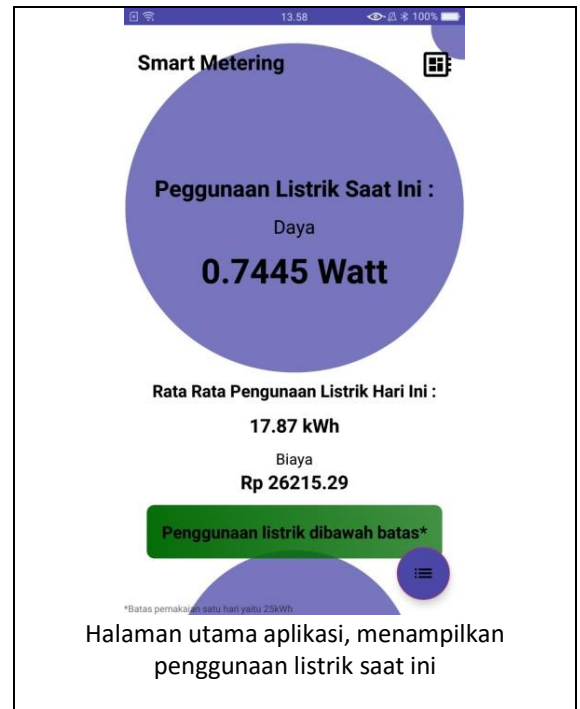 13.58
100%
Smart Metering
Peggunaan Listrik Saat Ini :
Daya
0.7445 Watt
Rata Rata Pengunaan Listrik Hari Ini :
17.87 kWh
Biaya
Rp 26215.29
Penggunaan listrik dibawah batas*
*Batas pemakaian satu hari yaitu 25kWh
Halaman utama aplikasi, menampilkan
penggunaan listrik saat ini